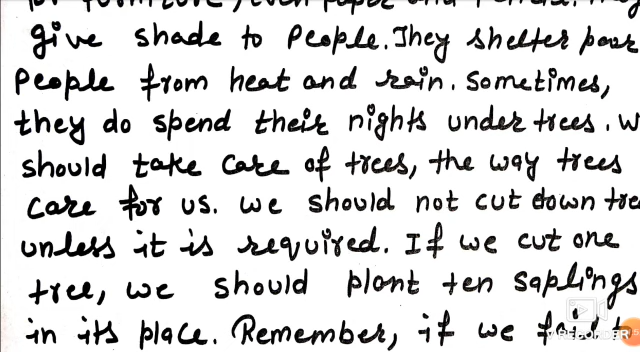 give shade to People. They shelter poor
People from heat and rain. Sometimes,
they do spend their nights under trees. W
should take care of trees, the way trees
care for us. we should not cut down tre
unless it is required. If we cut one
tree, we should plant ten saplings
in its place. Remember, if we fail t
RECORDER